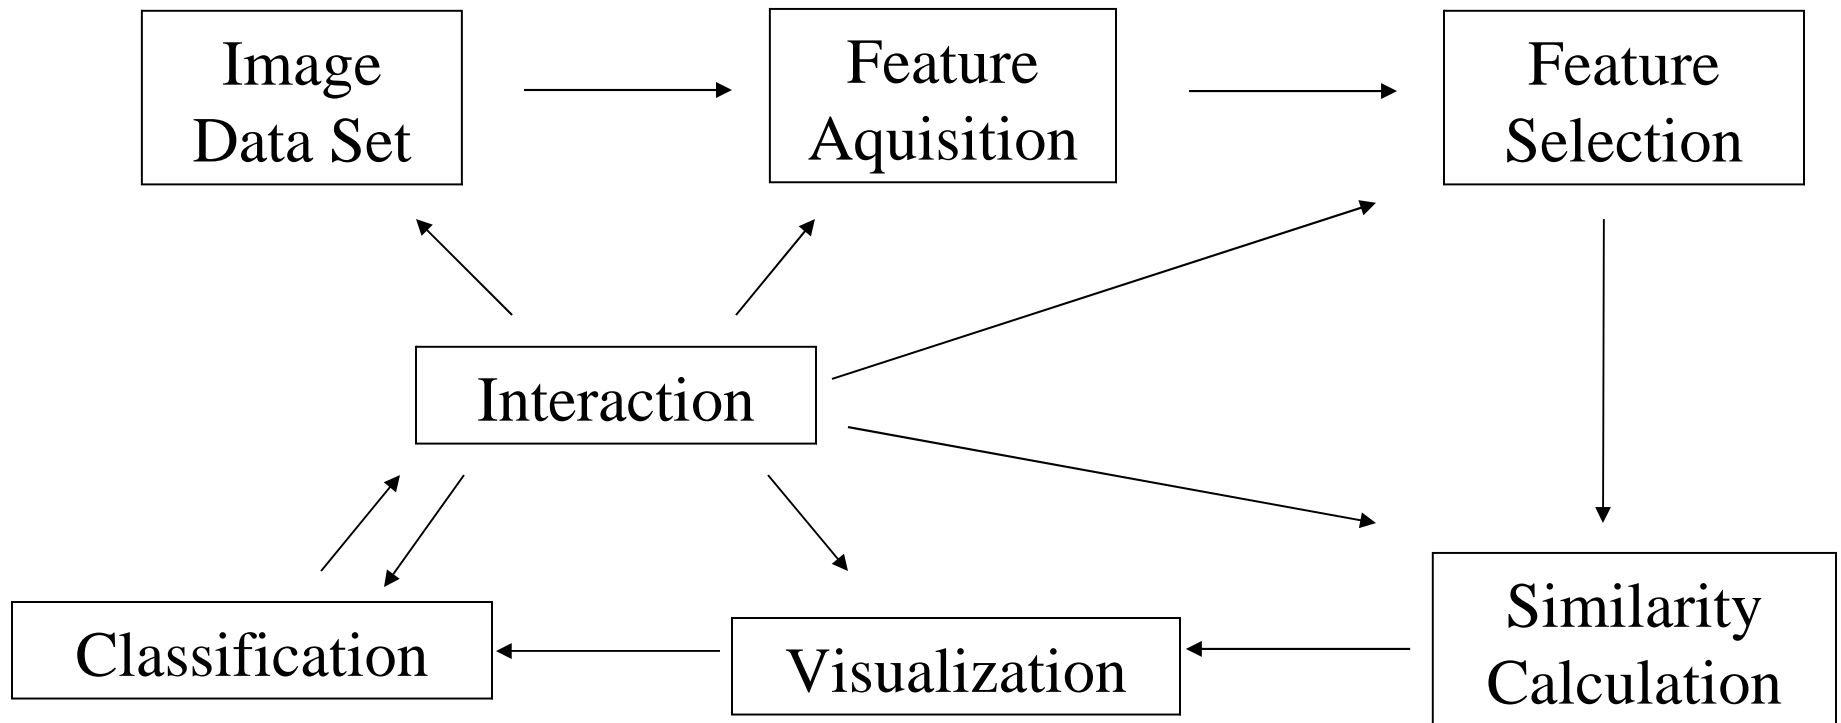 Image
Data Set
Feature
Aquisition
Feature
Selection
Interaction
Classification
Visualization
Similarity
Calculation